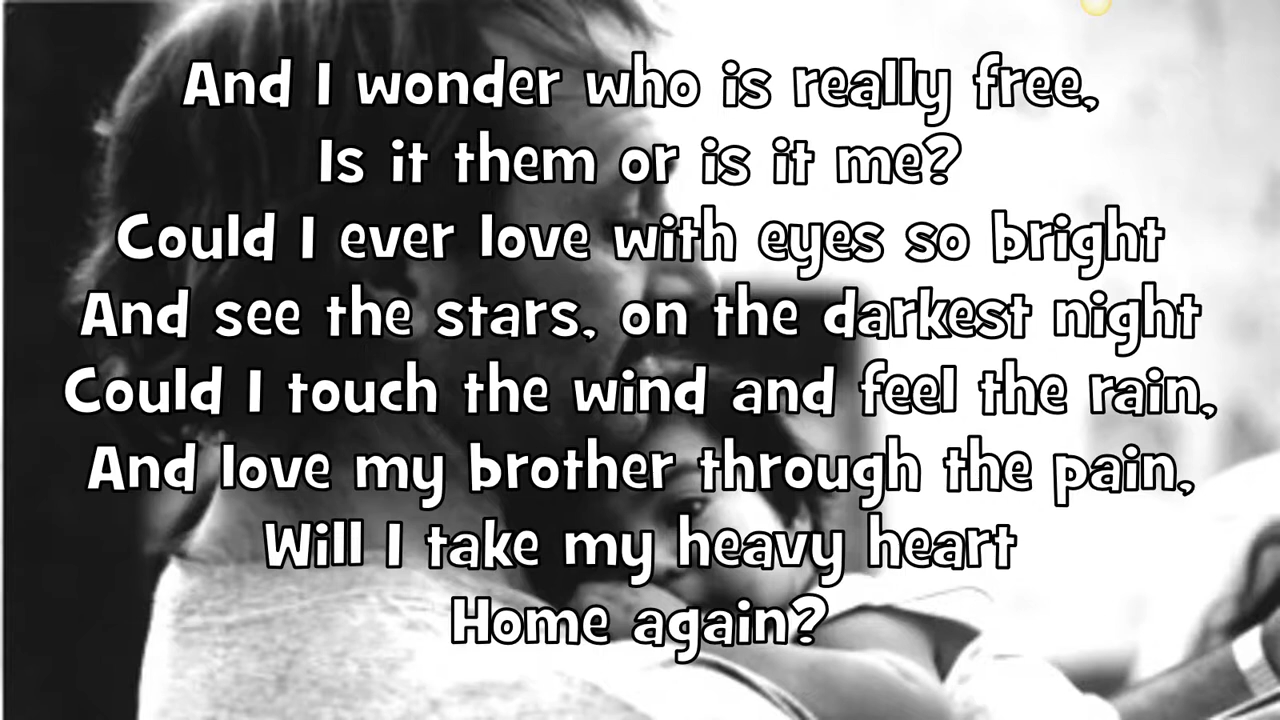 And I wonder who is really free,
Is it them or is it me?
Could I ever love with eyes so bright
And see the stars, on the darkest night
Could I touch the wind and feel the rain,
And love my brother through the pain,
Will I take my heavy heart
Home again?